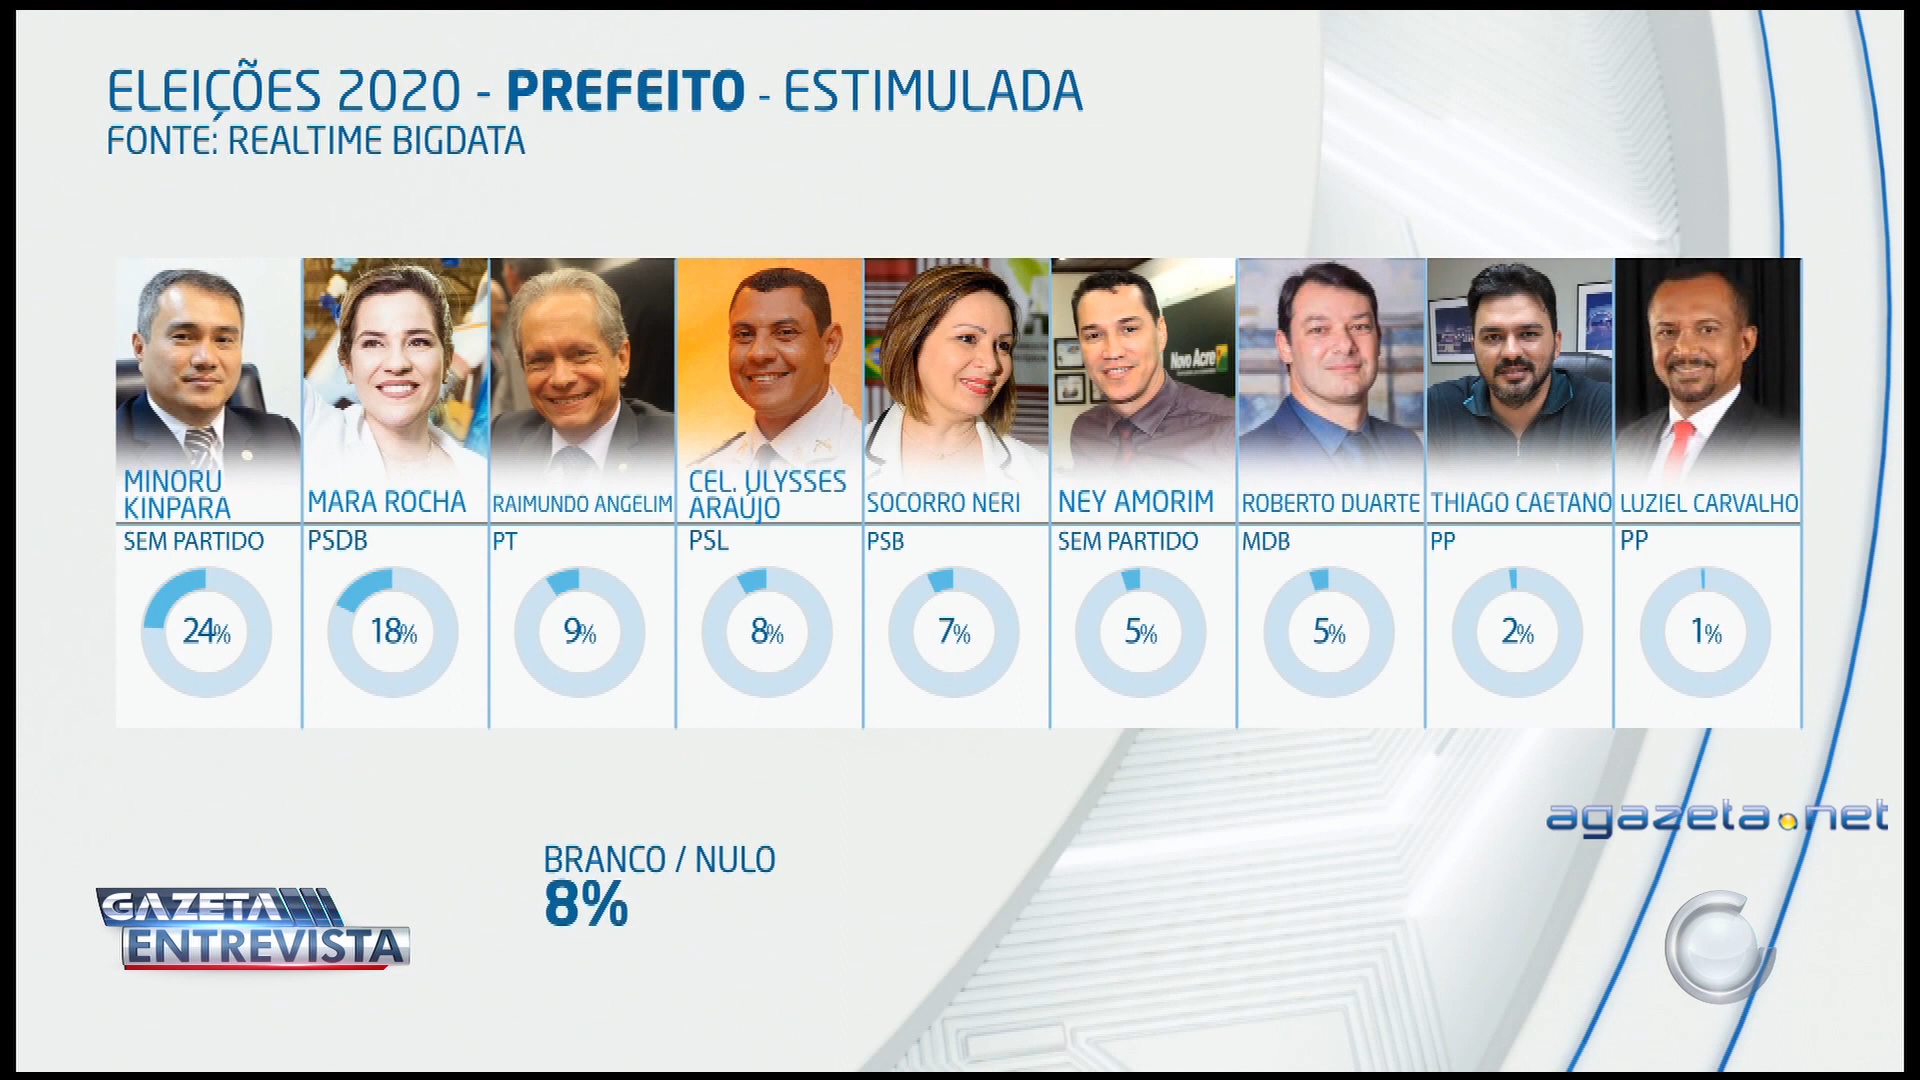 ELEIÇÕES 2020 - PREFEITO - ESTIMULADA
FONTE: REALTIME BIGDATA
Novo Acre
MINORU
KINPARA
MARA ROCHA
RAIMUNDO ANGELIM
CEL. ULYSSES
ARAÚJO
SOCORRO NERI
NEY AMORIM
ROBERTO DUARTE
THIAGO CAETANO
LUZIEL CARVALHO
SEM PARTIDO
PSDB
PT
PSL
PSB
SEM PARTIDO
MDB
PP
PP
24%
18%
9%
8%
7%
5%
5%
2%
1%
agazeta.net
BRANCO / NULO
8%
GAZETA
ENTREVISTA